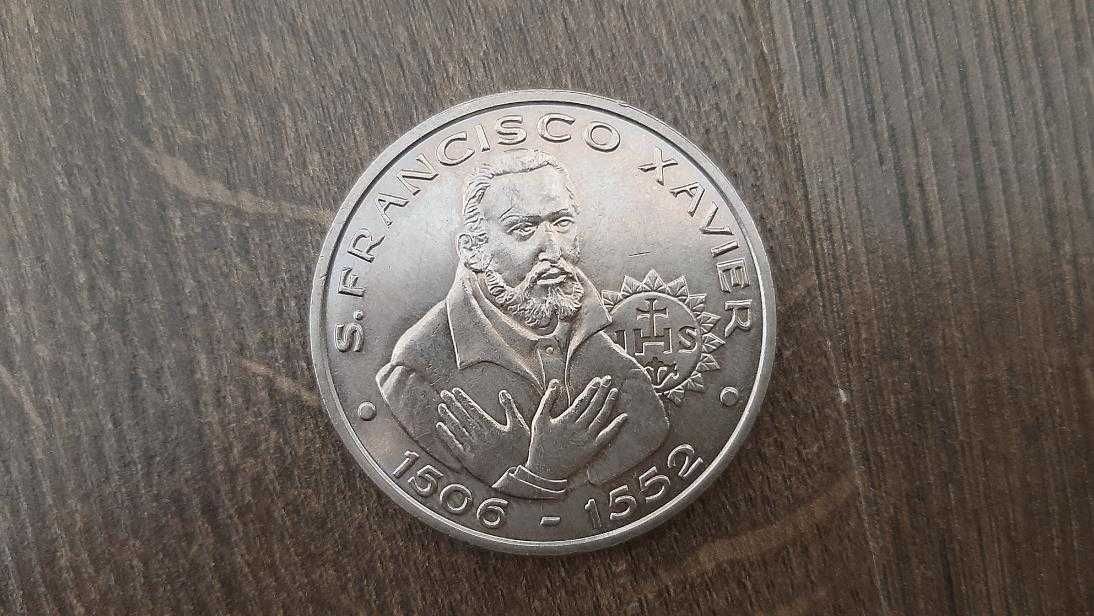 S. FRANCISCO XAVIER
IHS
1506 - 1552